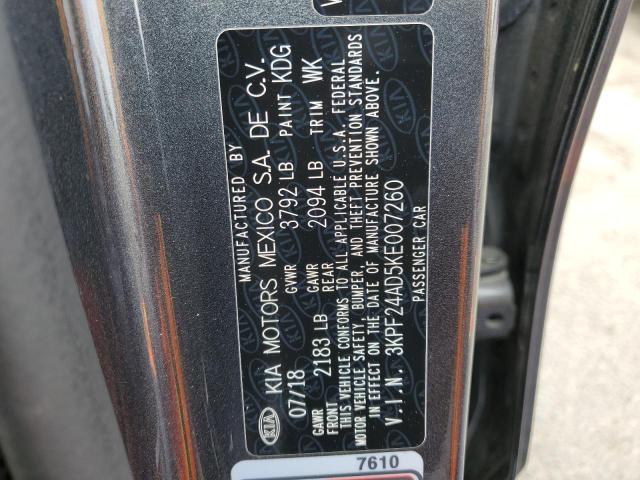 MANUFACTURED BY
KIA KIA MOTORS MEXICO S.A. DE C.V.
07/18 GVWR 3792 LB PAINT KDG
GAWR FRONT 2183 LB GAWR REAR 2094 LB TRIM WK
THIS VEHICLE CONFORMS TO ALL APPLICABLE U.S.A. FEDERAL
MOTOR VEHICLE SAFETY, BUMPER, AND THEFT PREVENTION STANDARDS
IN EFFECT ON THE DATE OF MANUFACTURE SHOWN ABOVE.
V.I.N. 3KPF24AD5KE007260
PASSENGER CAR
7610